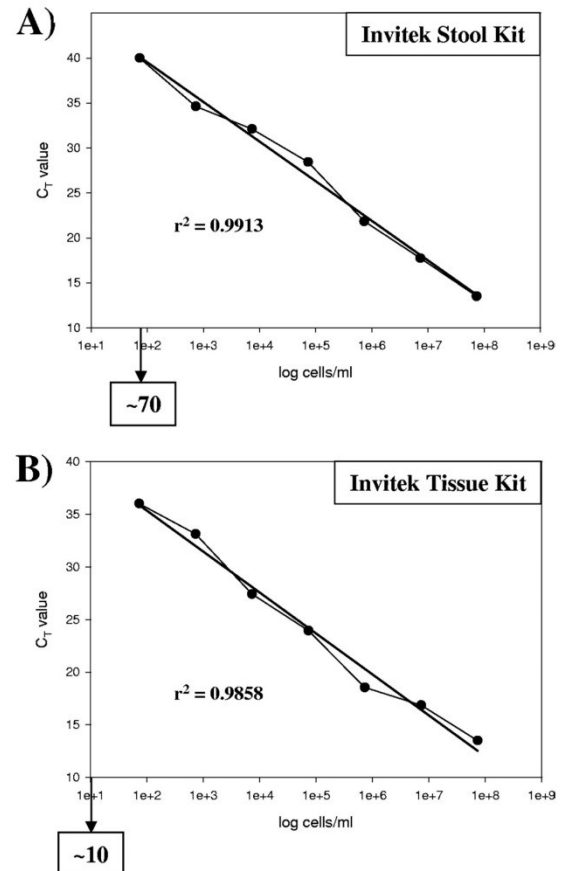 A)
Invitek Stool Kit
40
35
30
25
20
15
10
C_T value
r² = 0.9913
1e+1 1e+2 1e+3 1e+4 1e+5 1e+6 1e+7 1e+8 1e+9
log cells/ml
~70
B)
Invitek Tissue Kit
40
35
30
25
20
15
10
C_T value
r² = 0.9858
1e+1 1e+2 1e+3 1e+4 1e+5 1e+6 1e+7 1e+8 1e+9
log cells/ml
~10